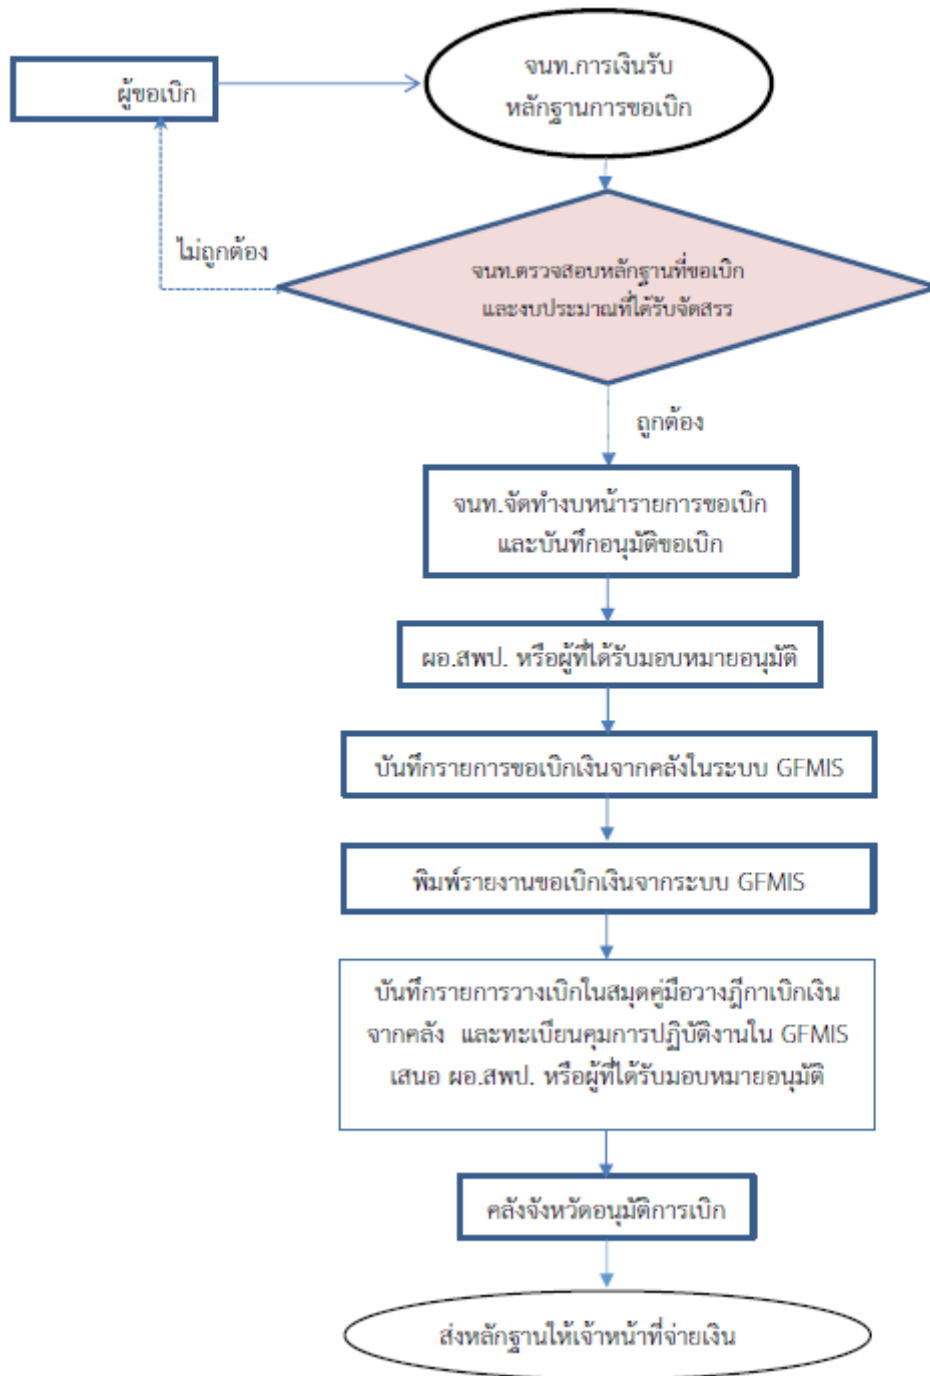 จนท.การเงินรับ
หลักฐานการขอเบิก
ผู้ขอเบิก
ไม่ถูกต้อง
จนท.ตรวจสอบหลักฐานที่ขอเบิก
และงบประมาณที่ได้รับจัดสรร
ถูกต้อง
จนท.จัดทำงบหน้ารายการขอเบิก
และบันทึกอนุมัติขอเบิก
ผอ.สพป. หรือผู้ที่ได้รับมอบหมายอนุมัติ
บันทึกรายการขอเบิกเงินจากคลังในระบบ GFMIS
พิมพ์รายงานขอเบิกเงินจากระบบ GFMIS
บันทึกรายการวางเบิกในสมุดคู่มือวางฎีกาเบิกเงิน
จากคลัง และทะเบียนคุมการปฏิบัติงานใน GFMIS
เสนอ ผอ.สพป. หรือผู้ที่ได้รับมอบหมายอนุมัติ
คลังจังหวัดอนุมัติการเบิก
ส่งหลักฐานให้เจ้าหน้าที่จ่ายเงิน